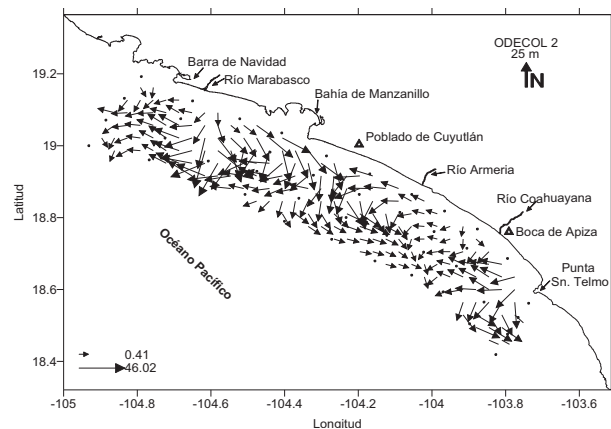 ODECOL 2
25 m
N
19.2
Barra de Navidad
Río Marabasco
Bahía de Manzanillo
19
Poblado de Cuyutlán
Río Armeria
Latitud
18.8
Río Coahuayana
Boca de Apiza
Océano Pacífico
Punta
Sn. Telmo
18.6
18.4
0.41
46.02
-105 -104.8 -104.6 -104.4 -104.2 -104 -103.8 -103.6
Longitud